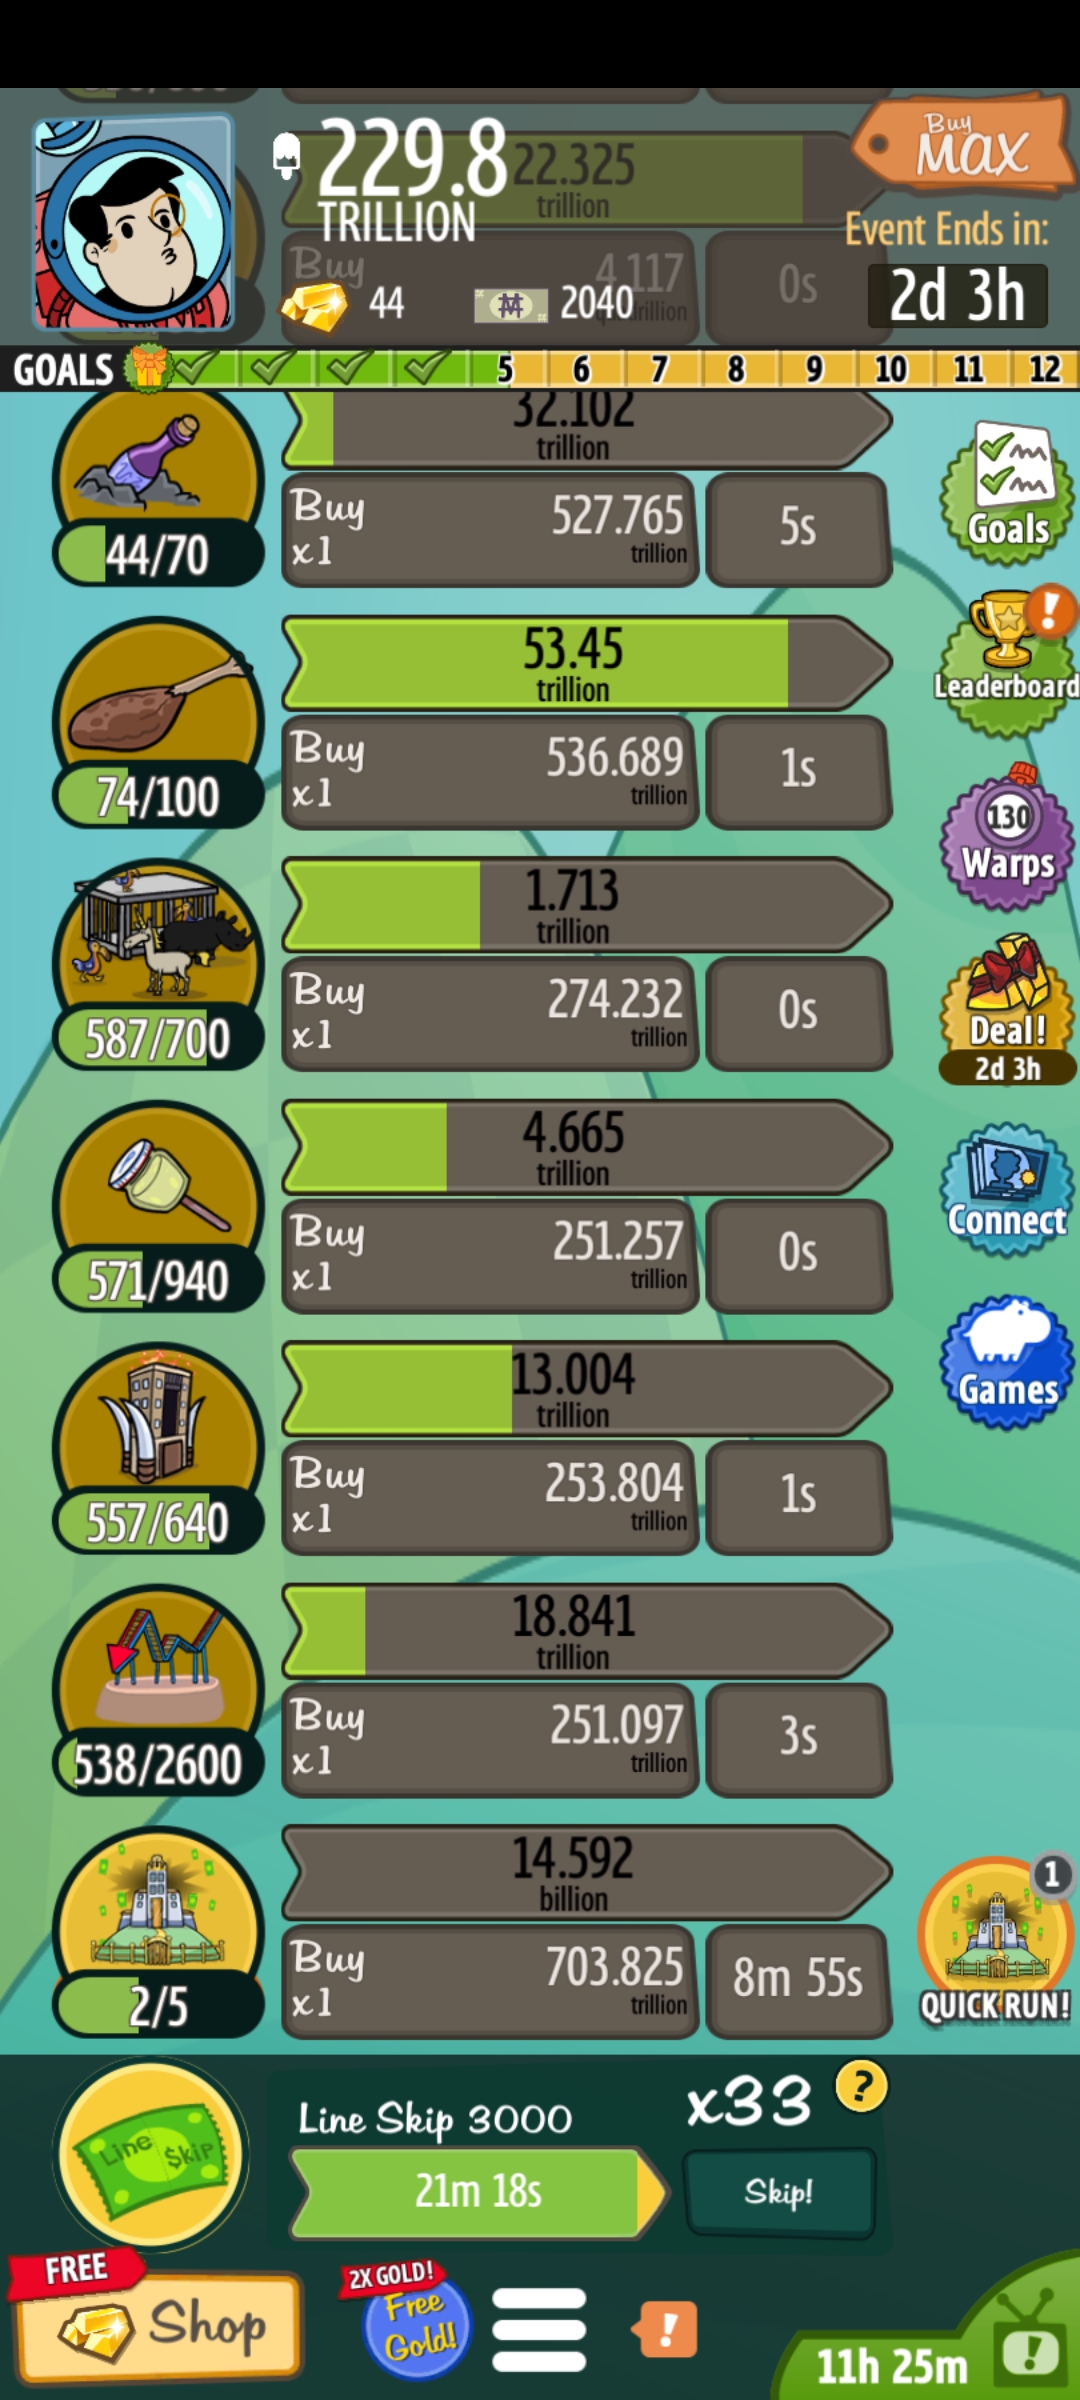 229.8
TRILLION
22.325
trillion
Buy
MAX
Event Ends in:
2d 3h
Buy
4.117
0s
44
2040
GOALS
5
6
7
8
9
10
11
12
32.102
trillion
Buy
x1
527.765
trillion
5s
44/70
Goals
53.45
trillion
Buy
x1
536.689
trillion
1s
74/100
Leaderboard
1.713
trillion
Buy
x1
274.232
trillion
0s
587/700
130
Warps
Deal!
2d 3h
4.665
trillion
Buy
x1
251.257
trillion
0s
571/940
Connect
13.004
trillion
Buy
x1
253.804
trillion
1s
557/640
Games
18.841
trillion
Buy
x1
251.097
trillion
3s
538/2600
14.592
billion
Buy
x1
703.825
trillion
8m 55s
2/5
1
QUICK RUN!
Line $kip
Line Skip 3000
21m 18s
x33
?
Skip!
FREE
Shop
2X GOLD!
Free
Gold!
!
11h 25m
!